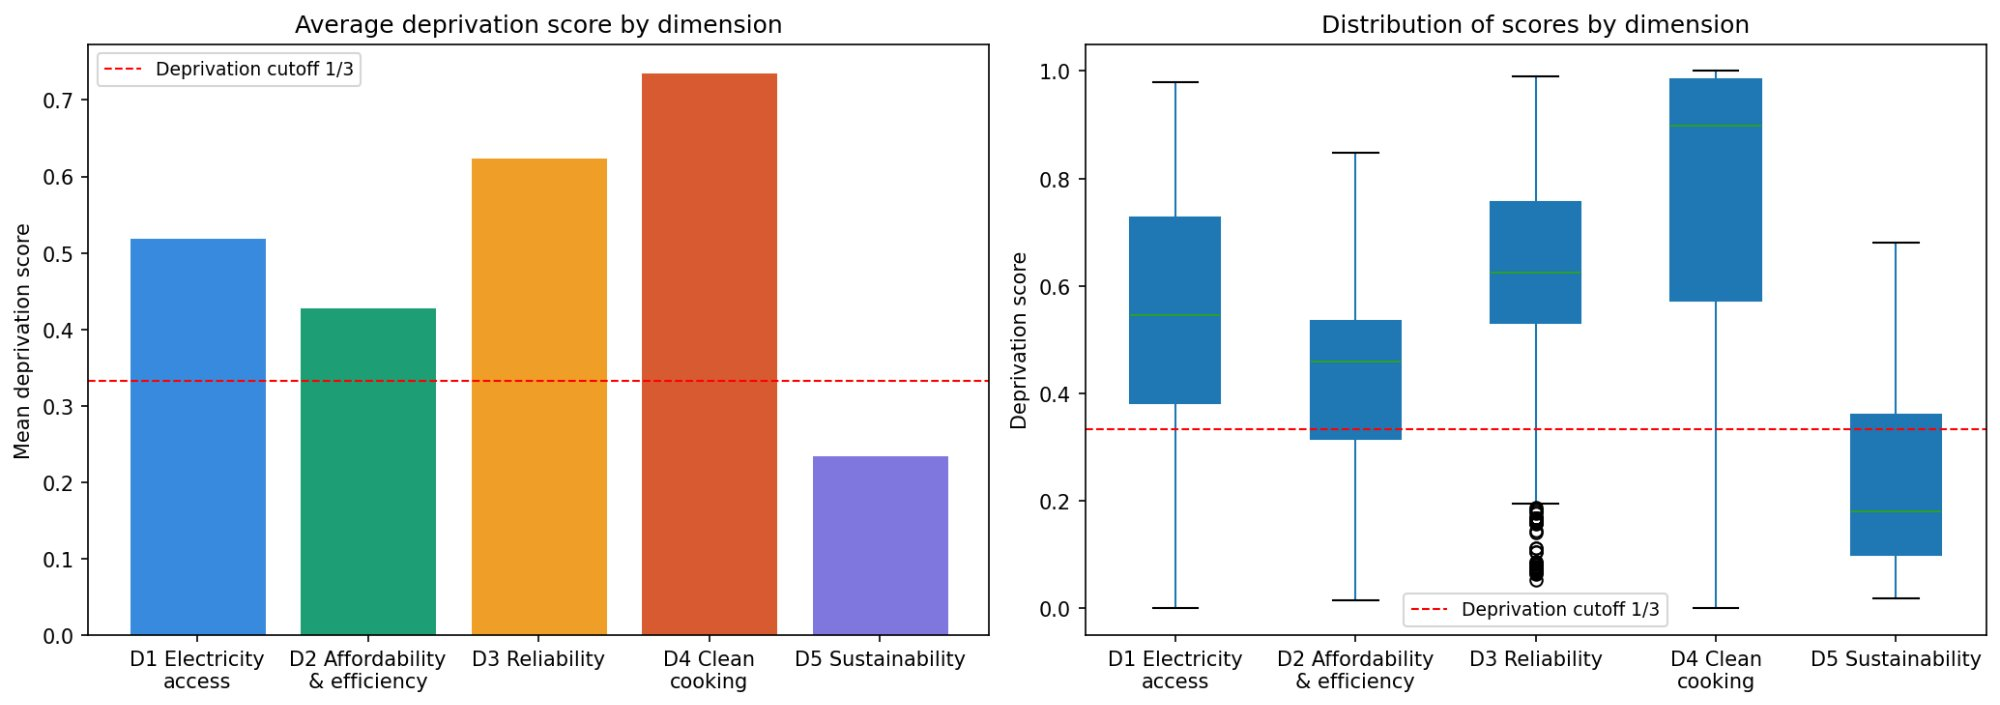 Average deprivation score by dimension
Deprivation cutoff 1/3
Mean deprivation score
0.7
0.6
0.5
0.4
0.3
0.2
0.1
0.0
D1 Electricity
access
D2 Affordability
& efficiency
D3 Reliability
D4 Clean
cooking
D5 Sustainability
Distribution of scores by dimension
Deprivation score
1.0
0.8
0.6
0.4
0.2
0.0
Deprivation cutoff 1/3
D1 Electricity
access
D2 Affordability
& efficiency
D3 Reliability
D4 Clean
cooking
D5 Sustainability